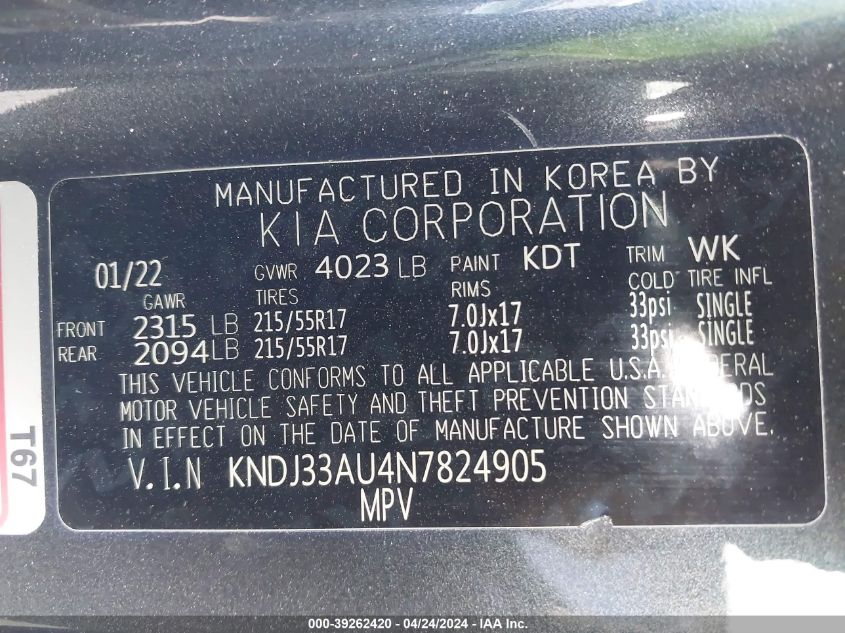 MANUFACTURED IN KOREA BY
KIA CORPORATION
01/22 GVWR 4023 LB PAINT KDT TRIM WK
GAWR TIRES RIMS COLD TIRE INFL
FRONT 2315 LB 215/55R17 7.0Jx17 33psi SINGLE
REAR 2094 LB 215/55R17 7.0Jx17 33psi SINGLE
THIS VEHICLE CONFORMS TO ALL APPLICABLE U.S.A. FEDERAL
MOTOR VEHICLE SAFETY AND THEFT PREVENTION STANDARDS
IN EFFECT ON THE DATE OF MANUFACTURE SHOWN ABOVE.
V.I.N KNDJ33AU4N7824905
MPV
T67
000-39262420 - 04/24/2024 - IAA Inc.